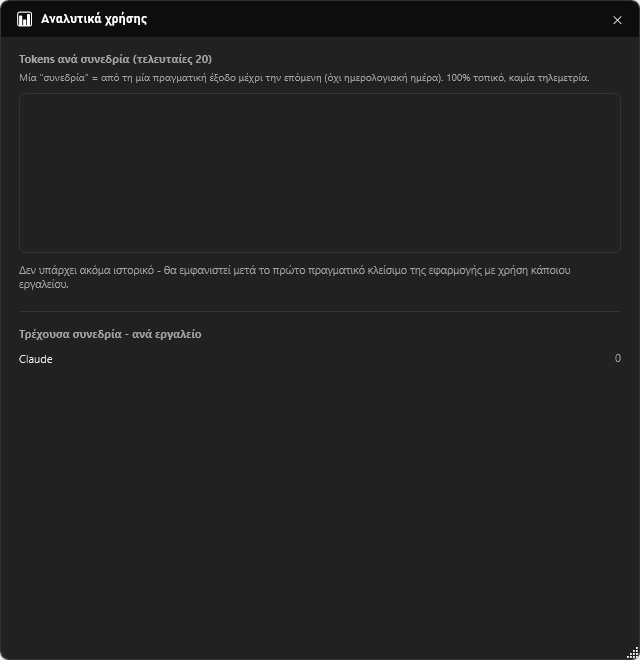 Αναλυτικά χρήσης
Tokens ανά συνεδρία (τελευταίες 20)
Μία "συνεδρία" = από τη μία πραγματική έξοδο μέχρι την επόμενη (όχι ημερολογιακή ημέρα). 100% τοπικό, καμία τηλεμετρία.
Δεν υπάρχει ακόμα ιστορικό - θα εμφανιστεί μετά το πρώτο πραγματικό κλείσιμο της εφαρμογής με χρήση κάποιου
εργαλείου.
Τρέχουσα συνεδρία - ανά εργαλείο
Claude 0